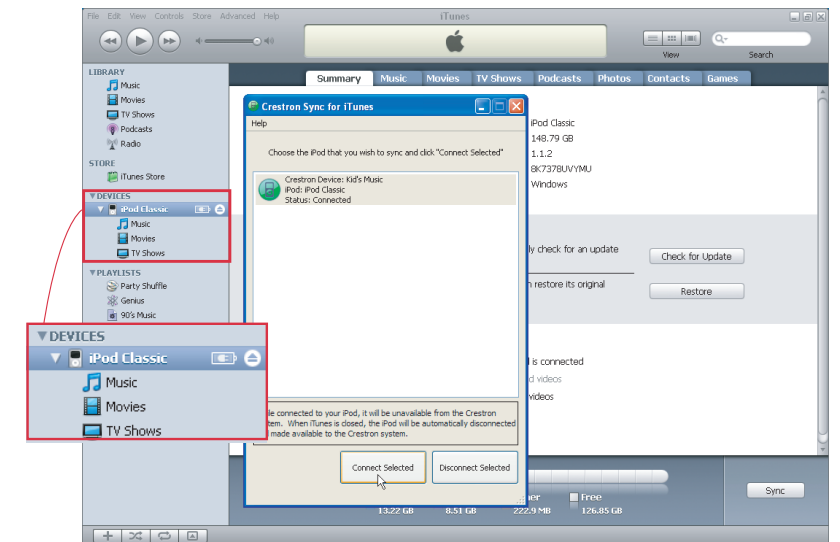 File Edit View Controls Store Advanced Help
iTunes
View
Search
LIBRARY
Music
Movies
TV Shows
Podcasts
Radio
STORE
iTunes Store
DEVICES
iPod Classic
Music
Movies
TV Shows
PLAYLISTS
Party Shuffle
Genius
90's Music
DEVICES
iPod Classic
Music
Movies
TV Shows
Summary Music Movies TV Shows Podcasts Photos Contacts Games
Crestron Sync for iTunes
Help
Choose the iPod that you wish to sync and click "Connect Selected"
Crestron Device: Kid's Music
iPod: iPod Classic
Status: Connected
connected to your iPod, it will be unavailable from the Crestron
When iTunes is closed, the iPod will be automatically disconnected
made available to the Crestron system.
Connect Selected
Disconnect Selected
iPod Classic
148.79 GB
1.1.2
8K7378UVYMU
Windows
check for an update
Check for Update
restore its original
Restore
is connected
videos
videos
Free
13.22 GB 8.51 GB 222.9 MB 126.85 GB
Sync